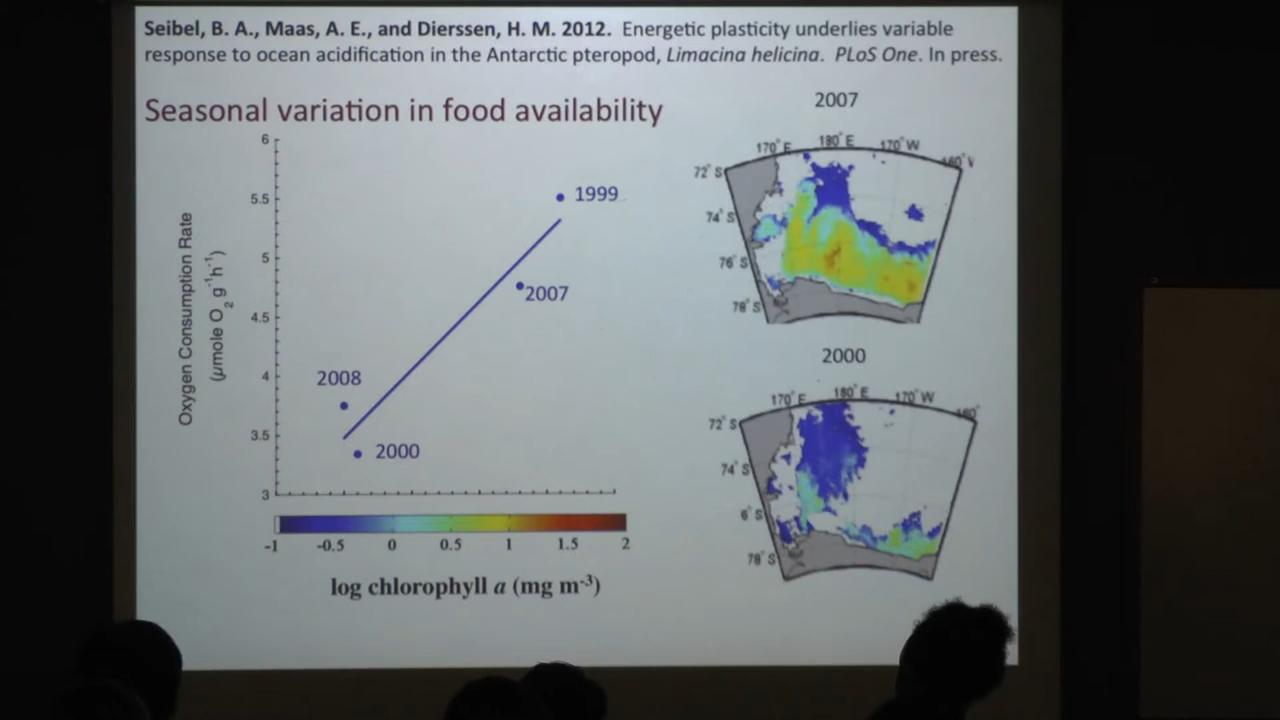 Seibel, B. A., Maas, A. E., and Dierssen, H. M. 2012. Energetic plasticity underlies variable
response to ocean acidification in the Antarctic pteropod, Limacina helicina. PLoS One. In press.
Seasonal variation in food availability
6
5.5
5
4.5
4
3.5
3
Oxygen Consumption Rate
(µmole O₂ g⁻¹h⁻¹)
1999
2007
2008
2000
-1 -0.5 0 0.5 1 1.5 2
log chlorophyll a (mg m⁻³)
2007
170° E 180° E 170° W
72° S
74° S
76° S
78° S
2000
170° E 180° E 170° W 160°
72° S
74° S
6° S
78° S